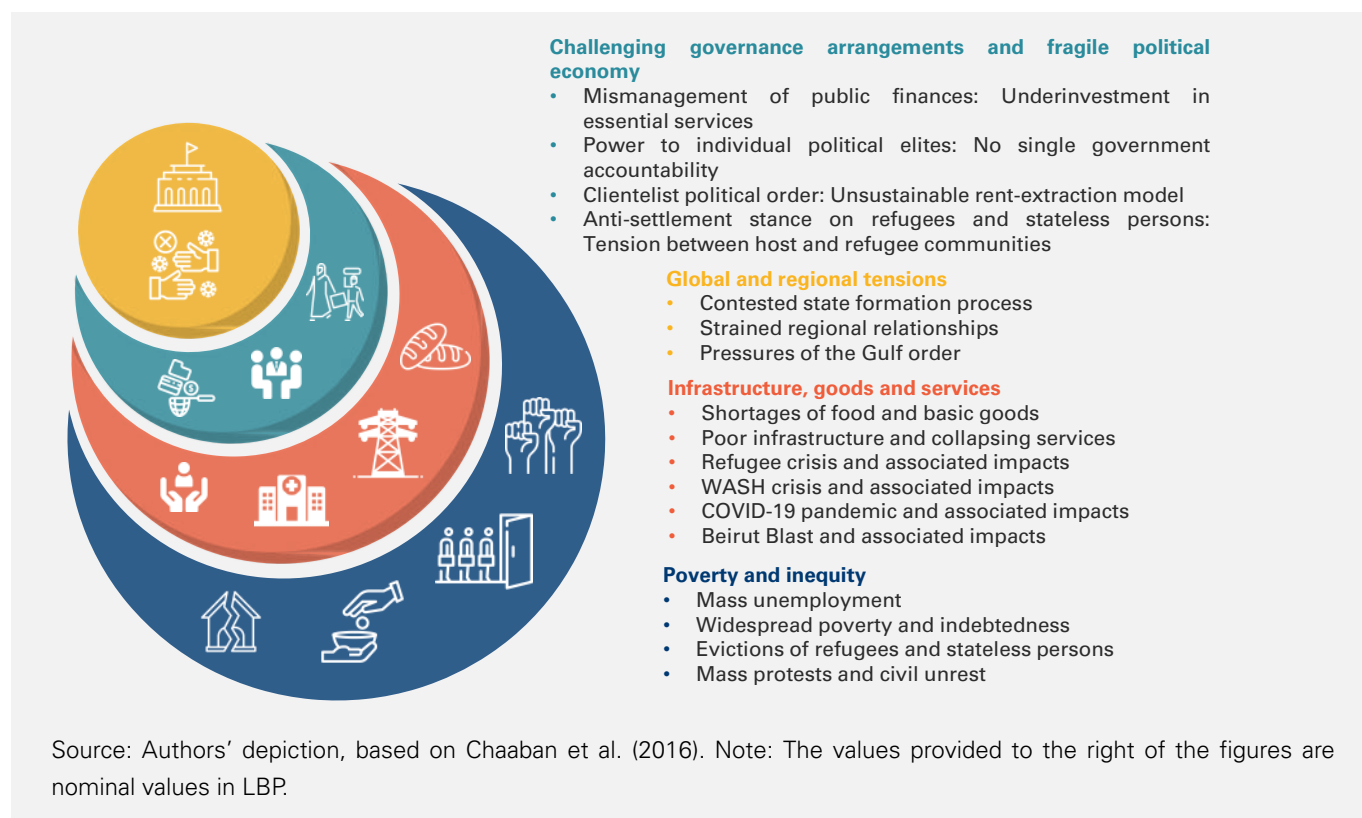 Challenging governance arrangements and fragile political
economy
• Mismanagement of public finances: Underinvestment in
essential services
• Power to individual political elites: No single government
accountability
• Clientelist political order: Unsustainable rent-extraction model
• Anti-settlement stance on refugees and stateless persons:
Tension between host and refugee communities
Global and regional tensions
• Contested state formation process
• Strained regional relationships
• Pressures of the Gulf order
Infrastructure, goods and services
• Shortages of food and basic goods
• Poor infrastructure and collapsing services
• Refugee crisis and associated impacts
• WASH crisis and associated impacts
• COVID-19 pandemic and associated impacts
• Beirut Blast and associated impacts
Poverty and inequity
• Mass unemployment
• Widespread poverty and indebtedness
• Evictions of refugees and stateless persons
• Mass protests and civil unrest
Source: Authors’ depiction, based on Chaaban et al. (2016). Note: The values provided to the right of the figures are
nominal values in LBP.